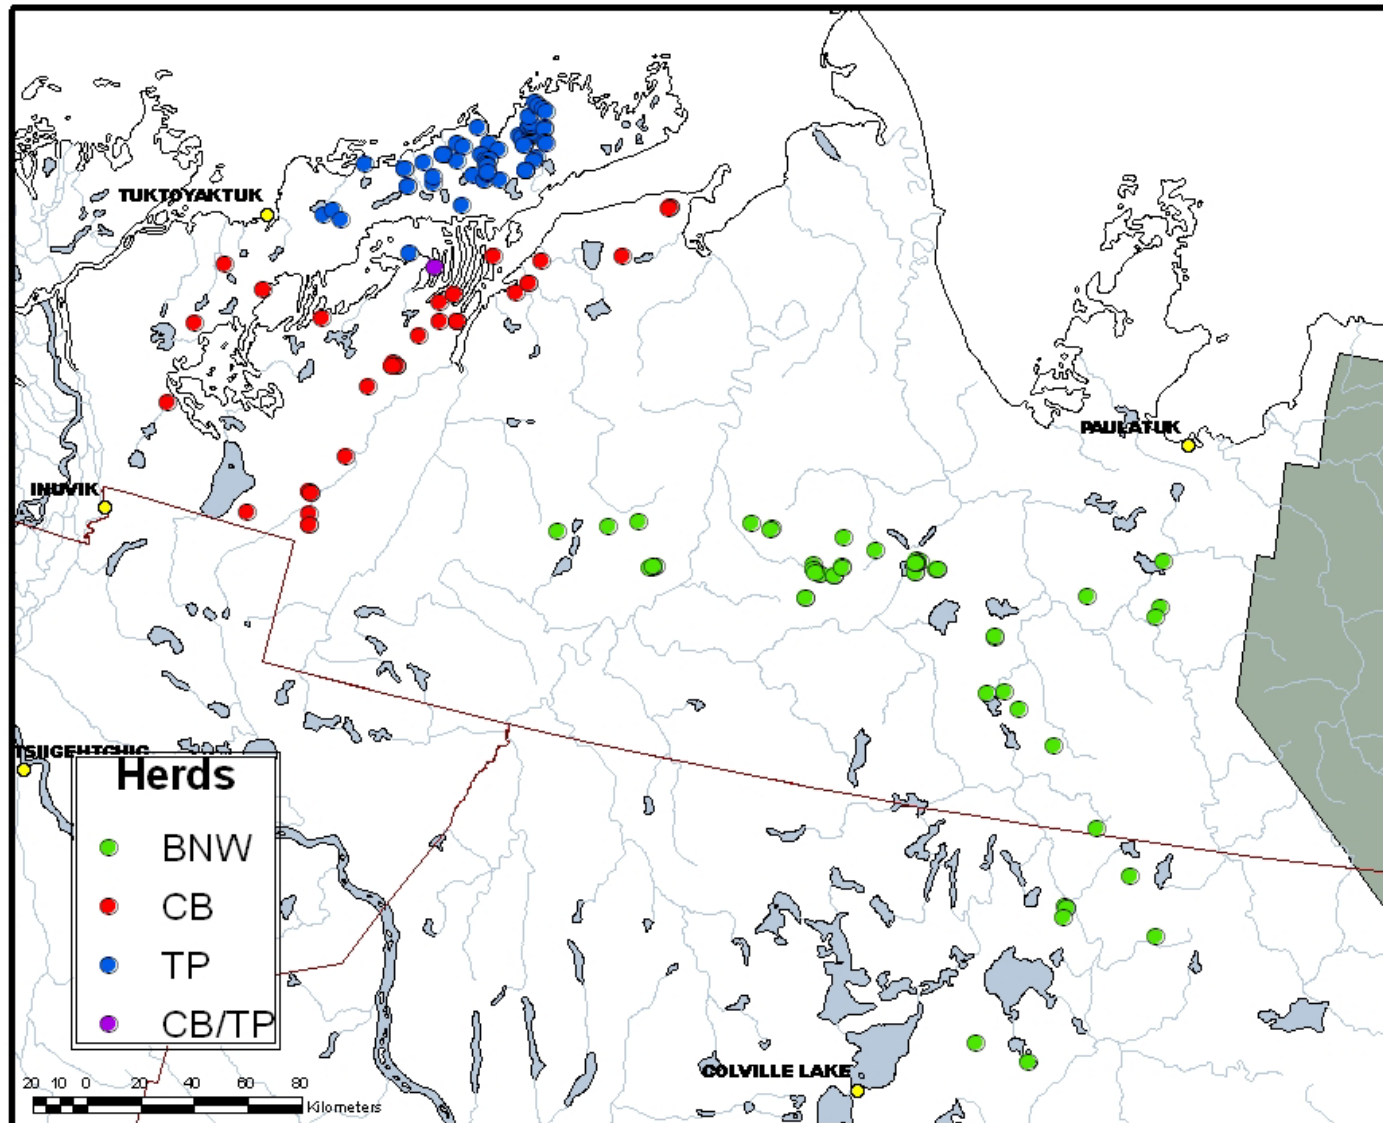 TUKTOYAKTUK
PAULATUK
INUVIK
TSIIGEHTCHIC
Herds
BNW
CB
TP
CB/TP
COLVILLE LAKE
20 10 0 20 40 60 80
Kilometers